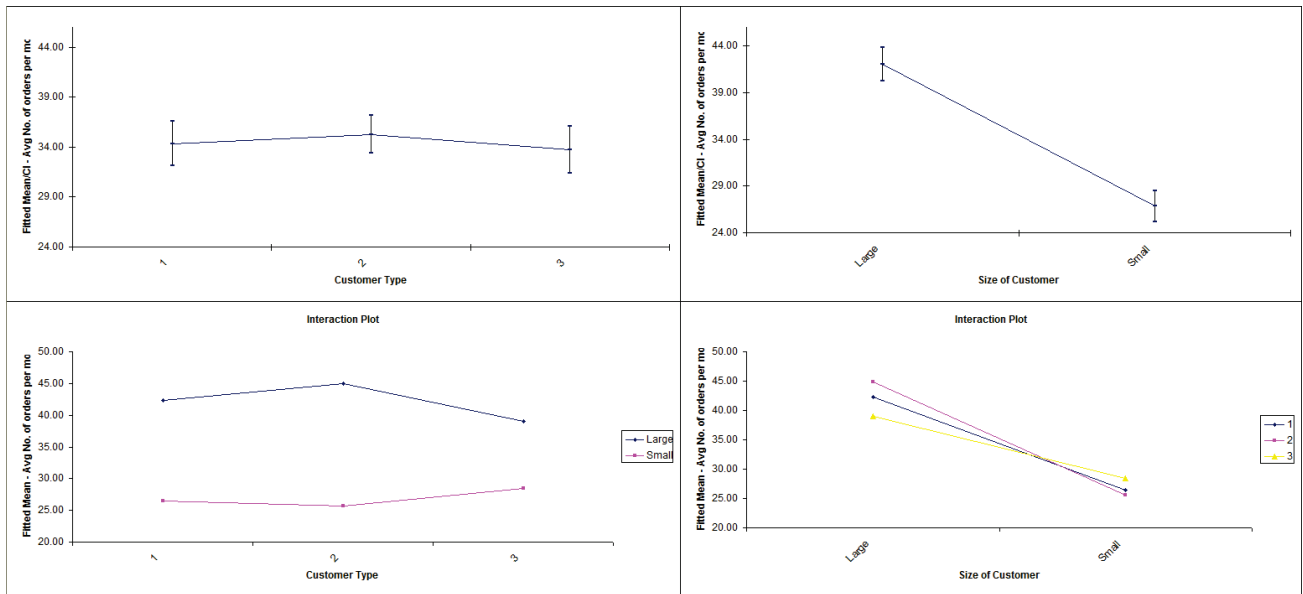 Fitted Mean/CI - Avg No. of orders per mo
44.00
39.00
34.00
29.00
24.00
1
2
3
Customer Type
Fitted Mean/CI - Avg No. of orders per mo
44.00
39.00
34.00
29.00
24.00
Large
Small
Size of Customer
Interaction Plot
Fitted Mean - Avg No. of orders per mo
50.00
45.00
40.00
35.00
30.00
25.00
20.00
1
2
3
Customer Type
Large
Small
Interaction Plot
Fitted Mean - Avg No. of orders per mo
50.00
45.00
40.00
35.00
30.00
25.00
20.00
Large
Small
Size of Customer
1
2
3